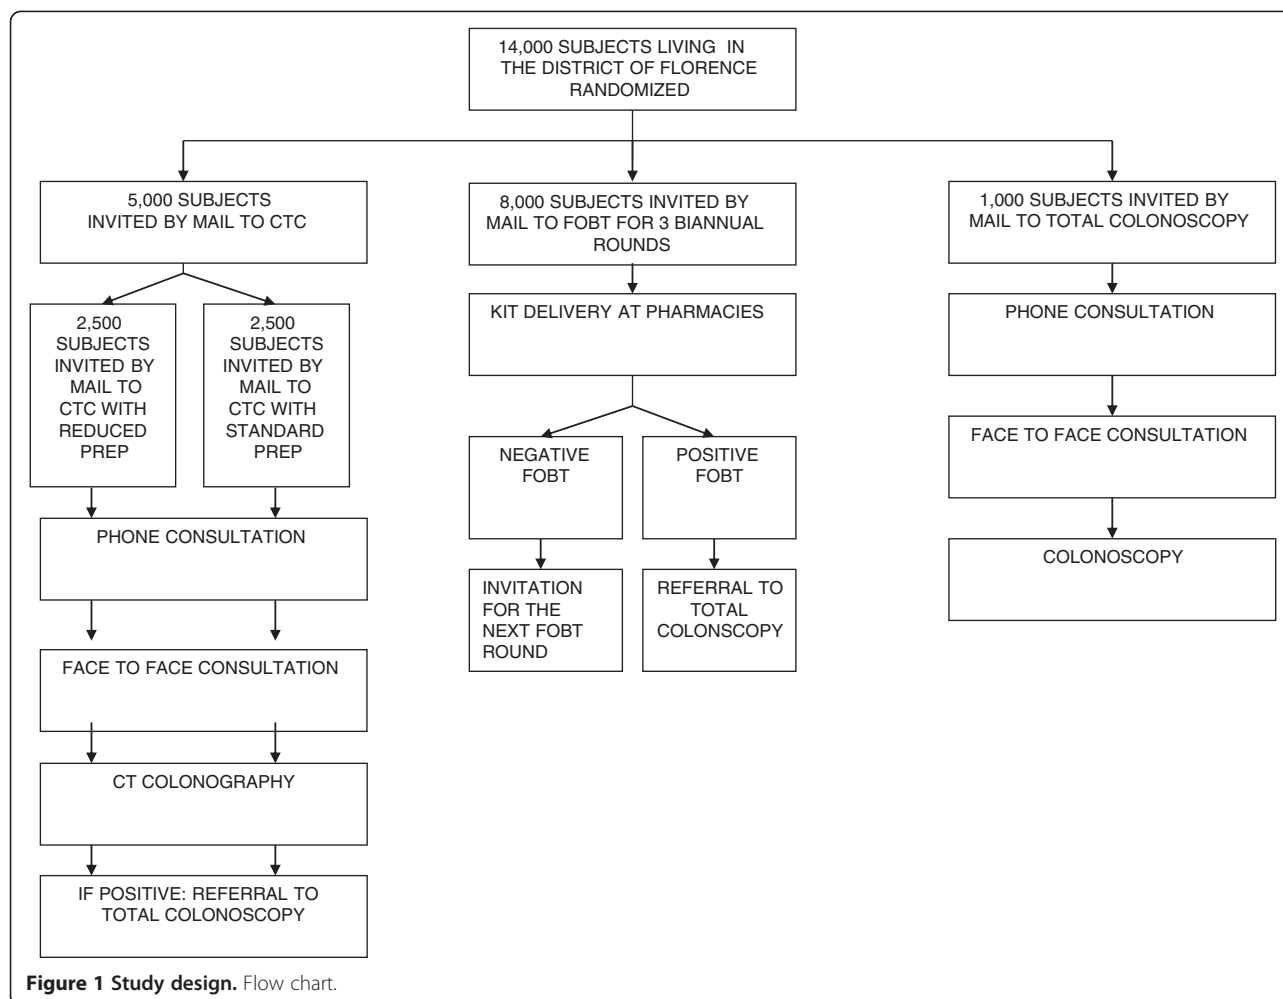 14,000 SUBJECTS LIVING IN
THE DISTRICT OF FLORENCE
RANDOMIZED
5,000 SUBJECTS
INVITED BY MAIL TO CTC
8,000 SUBJECTS INVITED BY
MAIL TO FOBT FOR 3 BIANNUAL
ROUNDS
1,000 SUBJECTS INVITED BY
MAIL TO TOTAL COLONOSCOPY
2,500
SUBJECTS
INVITED BY
MAIL TO
CTC WITH
REDUCED
PREP
2,500
SUBJECTS
INVITED BY
MAIL TO
CTC WITH
STANDARD
PREP
KIT DELIVERY AT PHARMACIES
PHONE CONSULTATION
NEGATIVE
FOBT
POSITIVE
FOBT
FACE TO FACE CONSULTATION
PHONE CONSULTATION
INVITATION
FOR THE
NEXT FOBT
ROUND
REFERRAL TO
TOTAL
COLONSCOPY
COLONOSCOPY
FACE TO FACE CONSULTATION
CT COLONOGRAPHY
IF POSITIVE: REFERRAL TO
TOTAL COLONOSCOPY
Figure 1 Study design. Flow chart.